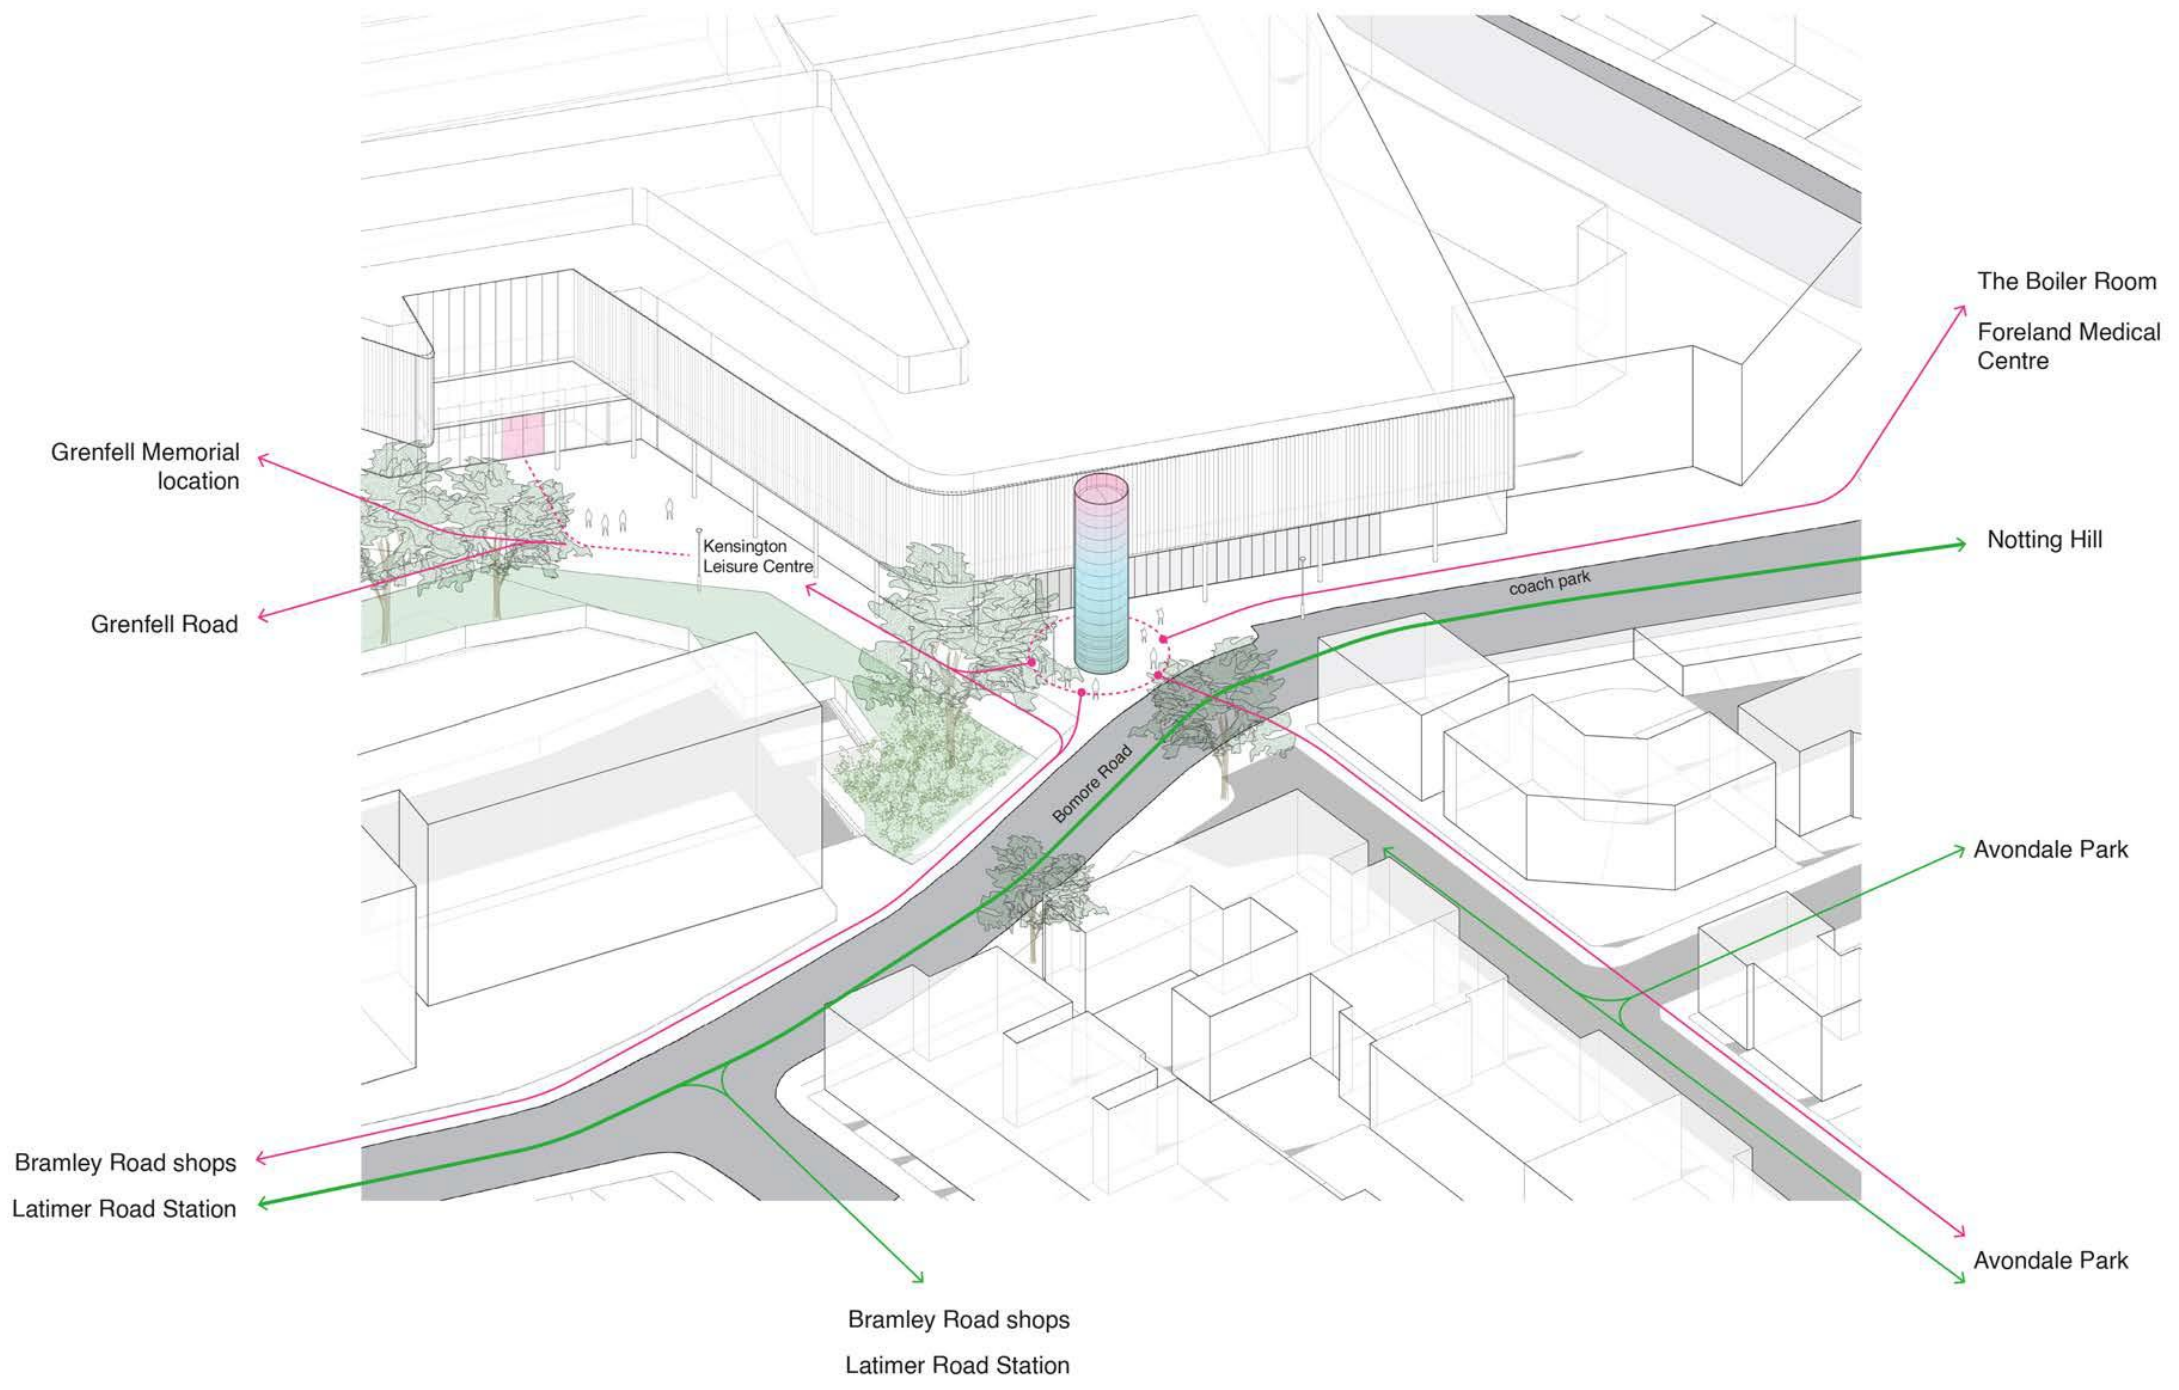 The Boiler Room
Foreland Medical
Centre
Grenfell Memorial
location
Notting Hill
Kensington
Leisure Centre
coach park
Grenfell Road
Bomore Road
Avondale Park
Bramley Road shops
Latimer Road Station
Avondale Park
Bramley Road shops
Latimer Road Station